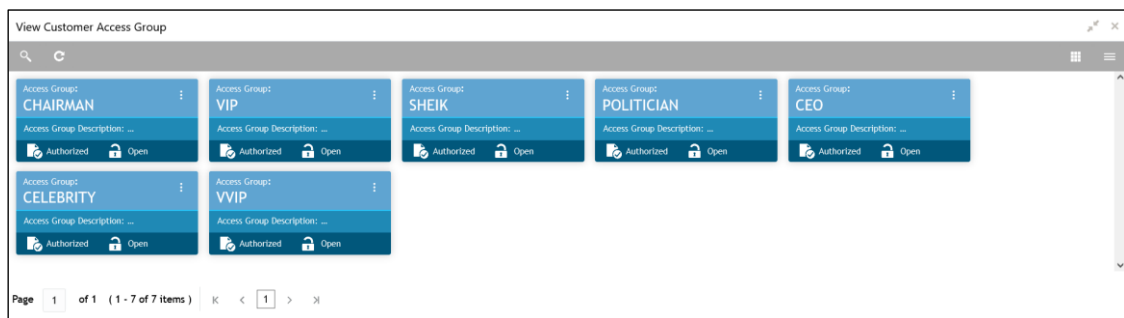 View Customer Access Group
Access Group:
CHAIRMAN
Access Group Description: ...
Authorized Open
Access Group:
VIP
Access Group Description: ...
Authorized Open
Access Group:
SHEIK
Access Group Description: ...
Authorized Open
Access Group:
POLITICIAN
Access Group Description: ...
Authorized Open
Access Group:
CEO
Access Group Description: ...
Authorized Open
Access Group:
CELEBRITY
Access Group Description: ...
Authorized Open
Access Group:
VVIP
Access Group Description: ...
Authorized Open
Page 1 of 1 ( 1 - 7 of 7 items ) 1